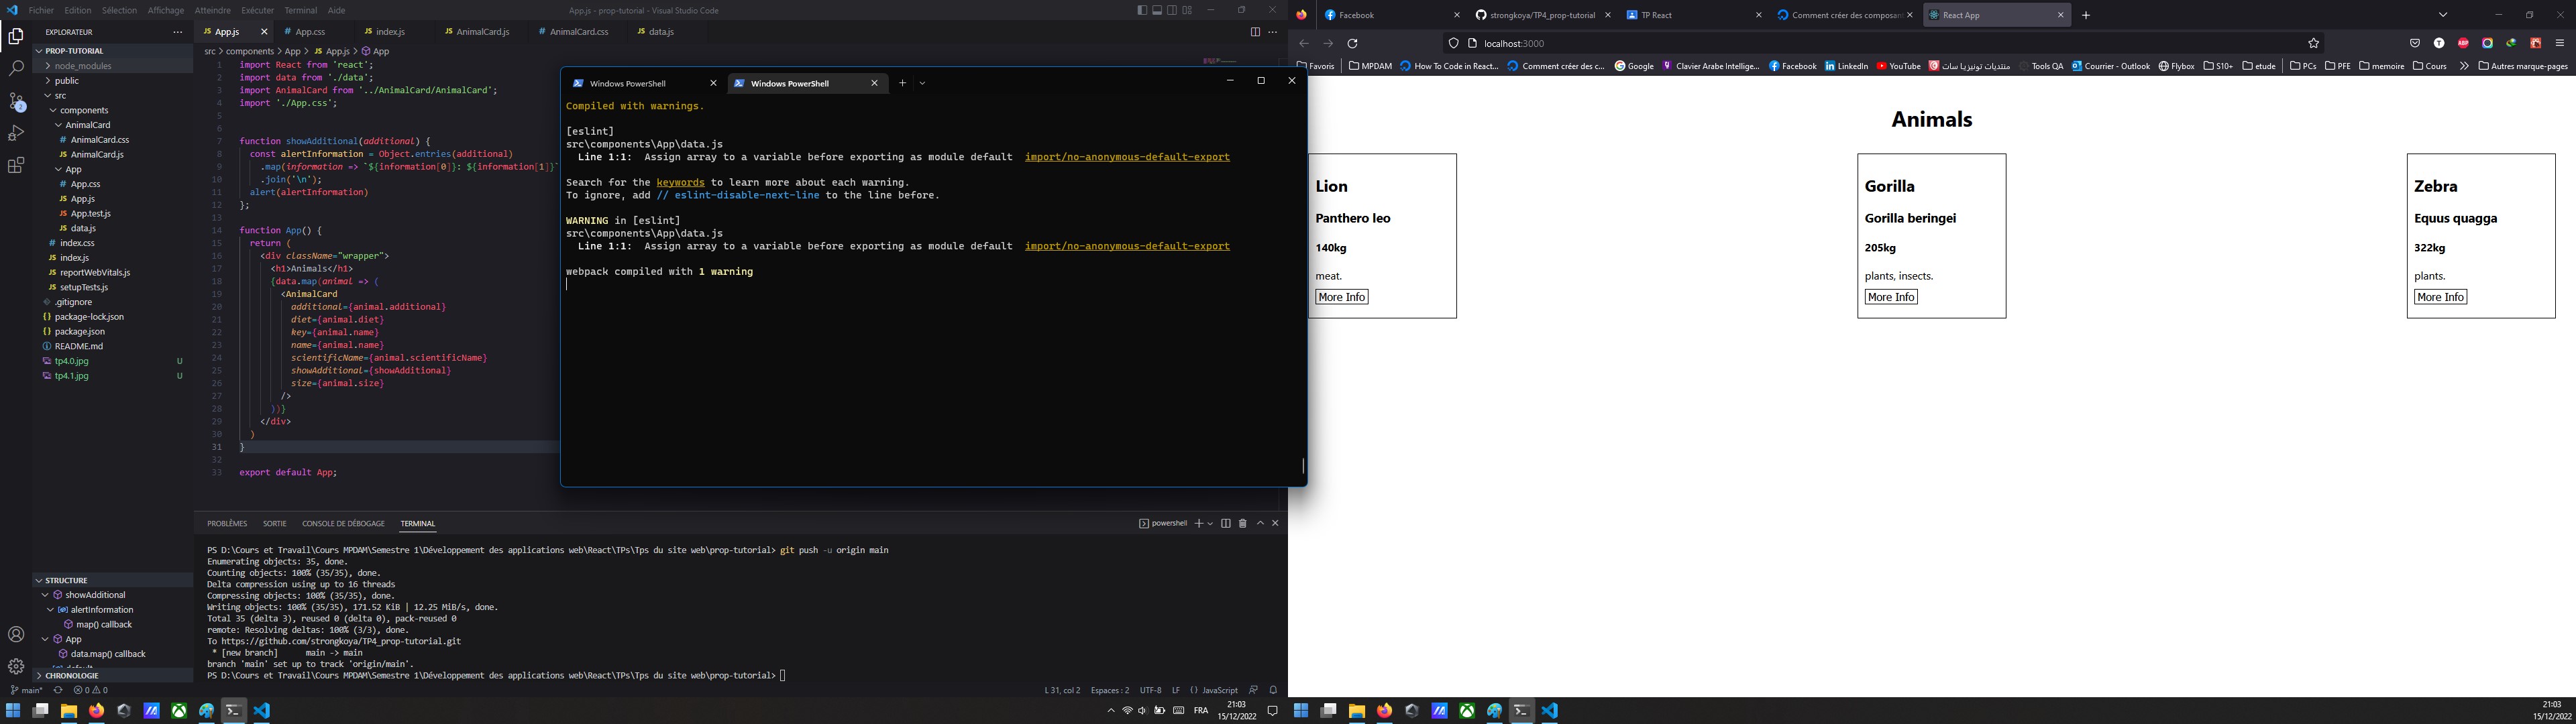 Fichier Edition Sélection Affichage Atteindre Exécuter Terminal Aide
App.js - prop-tutorial - Visual Studio Code
EXPLORATEUR
PROP-TUTORIAL
node_modules
public
src
components
AnimalCard
AnimalCard.css
AnimalCard.js
App
App.css
App.js
App.test.js
data.js
index.css
index.js
reportWebVitals.js
setupTests.js
.gitignore
package-lock.json
package.json
README.md
tp4.0.jpg U
tp4.1.jpg U
STRUCTURE
showAdditional
alertInformation
map() callback
App
data.map() callback
default
CHRONOLOGIE
main* 0 0
App.js App.css index.js AnimalCard.js AnimalCard.css data.js
src > components > App > App.js > App
1 import React from 'react';
2 import data from './data';
3 import AnimalCard from '../AnimalCard/AnimalCard';
4 import './App.css';
5
6
7 function showAdditional(additional) {
8 const alertInformation = Object.entries(additional)
9 .map(information => `${information[0]}: ${information[1]}`
10 .join('\n');
11 alert(alertInformation)
12 };
13
14 function App() {
15 return (
16 <div className="wrapper">
17 <h1>Animals</h1>
18 {data.map(animal => (
19 <AnimalCard
20 additional={animal.additional}
21 diet={animal.diet}
22 key={animal.name}
23 name={animal.name}
24 scientificName={animal.scientificName}
25 showAdditional={showAdditional}
26 size={animal.size}
27 />
28 ))}
29 </div>
30 )
31 }
32
33 export default App;
Windows PowerShell Windows PowerShell
Compiled with warnings.
[eslint]
src\components\App\data.js
Line 1:1: Assign array to a variable before exporting as module default import/no-anonymous-default-export
Search for the keywords to learn more about each warning.
To ignore, add // eslint-disable-next-line to the line before.
WARNING in [eslint]
src\components\App\data.js
Line 1:1: Assign array to a variable before exporting as module default import/no-anonymous-default-export
webpack compiled with 1 warning
PROBLÈMES SORTIE CONSOLE DE DÉBOGAGE TERMINAL
powershell
PS D:\Cours et Travail\Cours MPDAM\Semestre 1\Développement des applications web\React\TPs\Tps du site web\prop-tutorial> git push -u origin main
Enumerating objects: 35, done.
Counting objects: 100% (35/35), done.
Delta compression using up to 16 threads
Compressing objects: 100% (35/35), done.
Writing objects: 100% (35/35), 171.52 KiB | 12.25 MiB/s, done.
Total 35 (delta 3), reused 0 (delta 0), pack-reused 0
remote: Resolving deltas: 100% (3/3), done.
To https://github.com/strongkoya/TP4_prop-tutorial.git
* [new branch] main -> main
branch 'main' set up to track 'origin/main'.
PS D:\Cours et Travail\Cours MPDAM\Semestre 1\Développement des applications web\React\TPs\Tps du site web\prop-tutorial>
L 31, col 2 Espaces : 2 UTF-8 LF {} JavaScript
FRA
21:03
15/12/2022
Facebook strongkoya/TP4_prop-tutorial TP React Comment créer des composant React App
localhost:3000
Favoris MPDAM How To Code in React... Comment créer des c... Google Clavier Arabe Intellige... Facebook LinkedIn YouTube منتديات تونيزيا سات Tools QA Courrier - Outlook Flybox S10+ etude PCs PFE memoire Cours Autres marque-pages
Animals
Lion
Panthero leo
140kg
meat.
More Info
Gorilla
Gorilla beringei
205kg
plants, insects.
More Info
Zebra
Equus quagga
322kg
plants.
More Info
21:03
15/12/2022